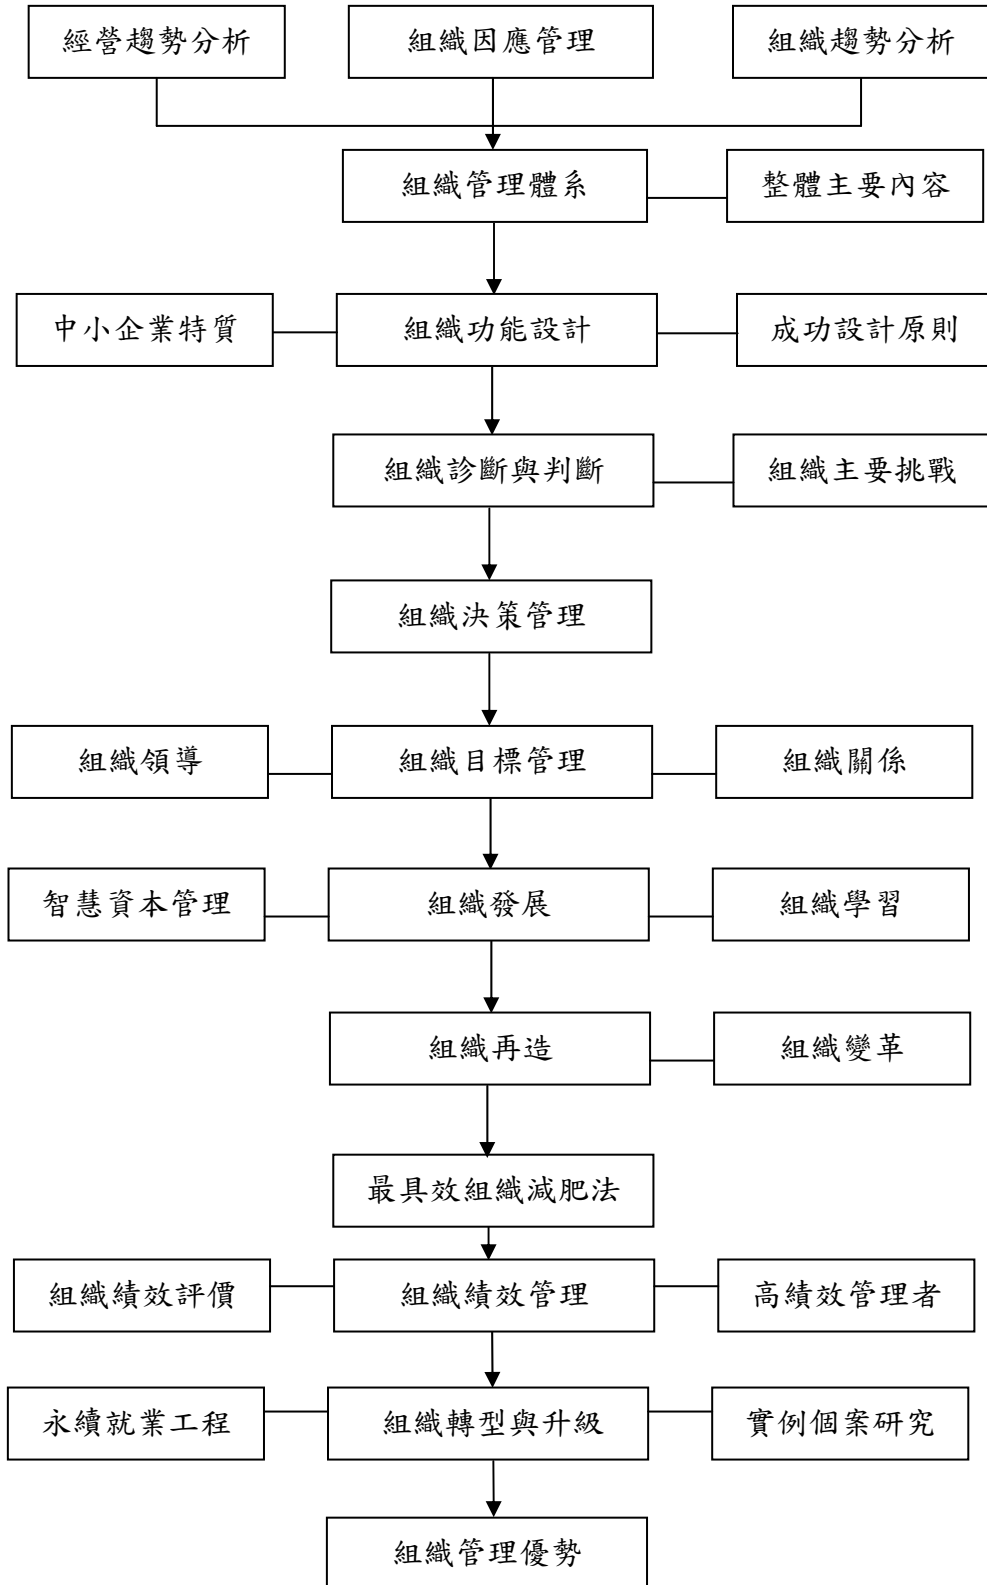 經營趨勢分析
組織因應管理
組織趨勢分析
組織管理體系
整體主要內容
中小企業特質
組織功能設計
成功設計原則
組織診斷與判斷
組織主要挑戰
組織決策管理
組織領導
組織目標管理
組織關係
智慧資本管理
組織發展
組織學習
組織再造
組織變革
最具效組織減肥法
組織績效評價
組織績效管理
高績效管理者
永續就業工程
組織轉型與升級
實例個案研究
組織管理優勢